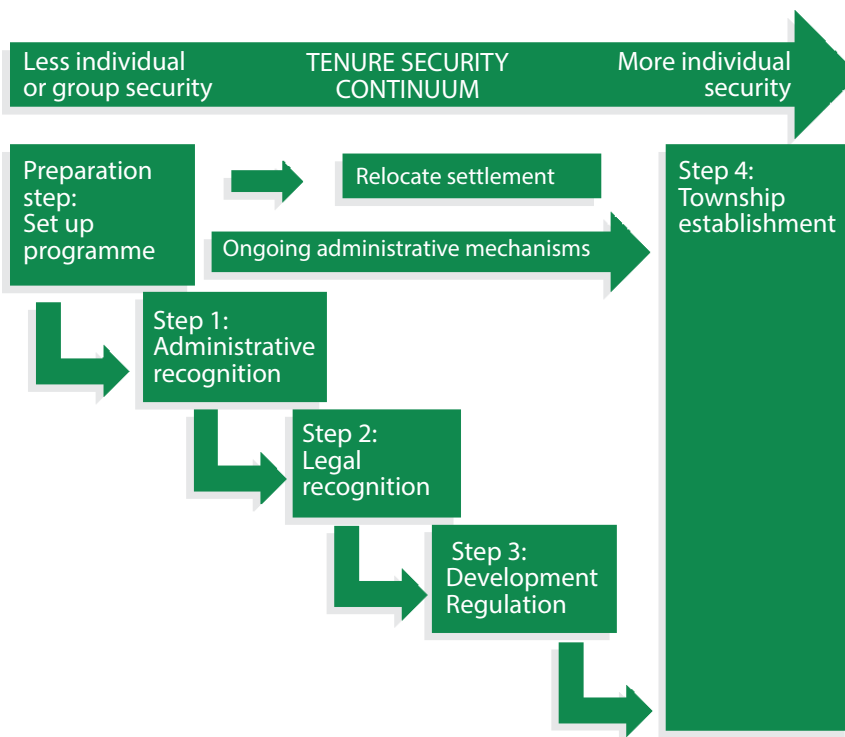 Less individual
or group security
TENURE SECURITY
CONTINUUM
More individual
security
Preparation
step:
Set up
programme
Relocate settlement
Ongoing administrative mechanisms
Step 4:
Township
establishment
Step 1:
Administrative
recognition
Step 2:
Legal
recognition
Step 3:
Development
Regulation